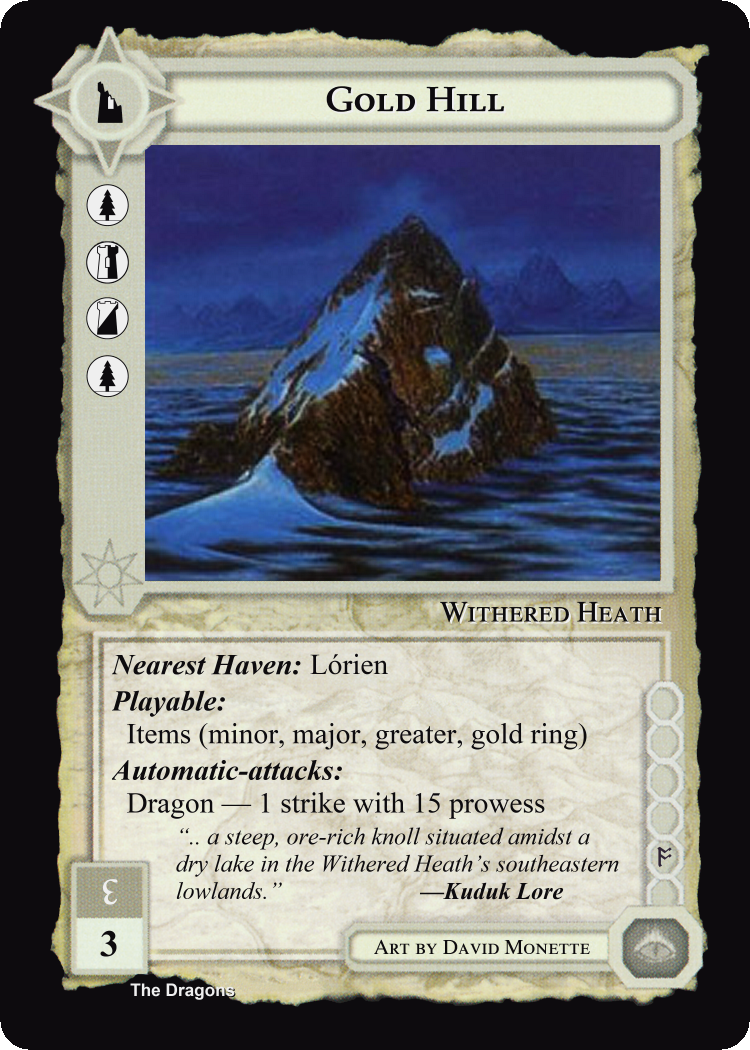 Gold Hill
Withered Heath
Nearest Haven: Lórien
Playable:
Items (minor, major, greater, gold ring)
Automatic-attacks:
Dragon — 1 strike with 15 prowess
“.. a steep, ore-rich knoll situated amidst a
dry lake in the Withered Heath’s southeastern
lowlands.” —Kuduk Lore
3
3
Art by David Monette
The Dragons